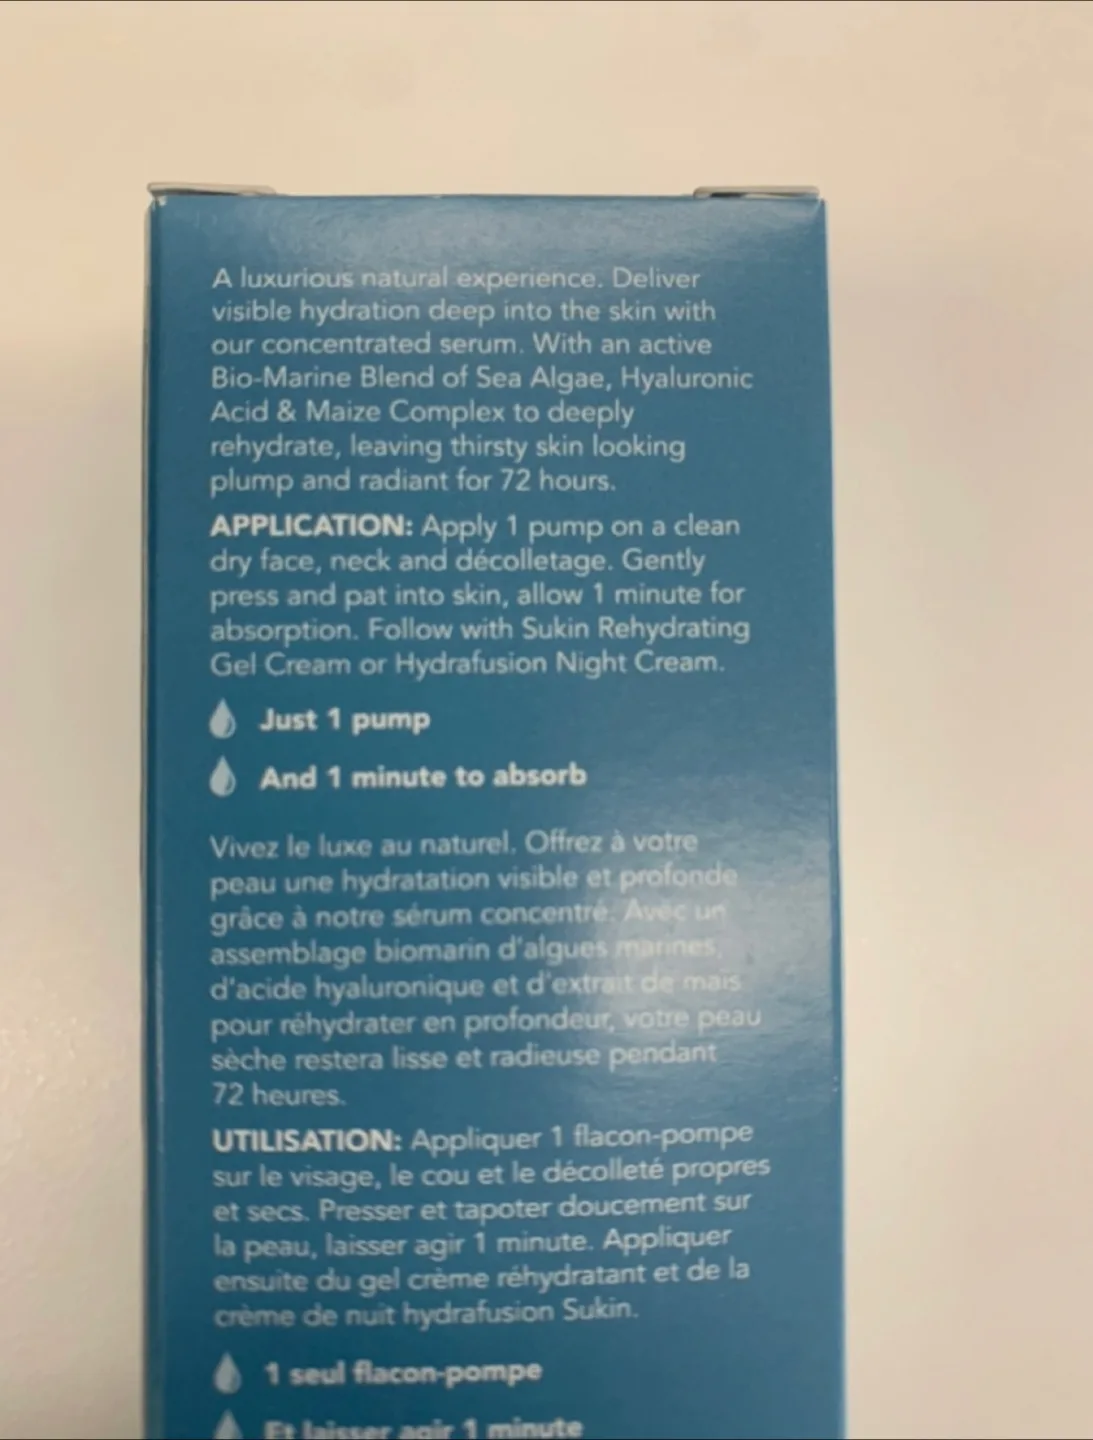 A luxurious natural experience. Deliver
visible hydration deep into the skin with
our concentrated serum. With an active
Bio-Marine Blend of Sea Algae, Hyaluronic
Acid & Maize Complex to deeply
rehydrate, leaving thirsty skin looking
plump and radiant for 72 hours.
APPLICATION: Apply 1 pump on a clean
dry face, neck and décolletage. Gently
press and pat into skin, allow 1 minute for
absorption. Follow with Sukin Rehydrating
Gel Cream or Hydrafusion Night Cream.
Just 1 pump
And 1 minute to absorb
Vivez le luxe au naturel. Offrez à votre
peau une hydratation visible et profonde
grâce à notre sérum concentré. Avec un
assemblage biomarin d'algues marines,
d'acide hyaluronique et d'extrait de maïs
pour réhydrater en profondeur, votre peau
sèche restera lisse et radieuse pendant
72 heures.
UTILISATION: Appliquer 1 flacon-pompe
sur le visage, le cou et le décolleté propres
et secs. Presser et tapoter doucement sur
la peau, laisser agir 1 minute. Appliquer
ensuite du gel crème réhydratant et de la
crème de nuit hydrafusion Sukin.
1 seul flacon-pompe
Et laisser agir 1 minute